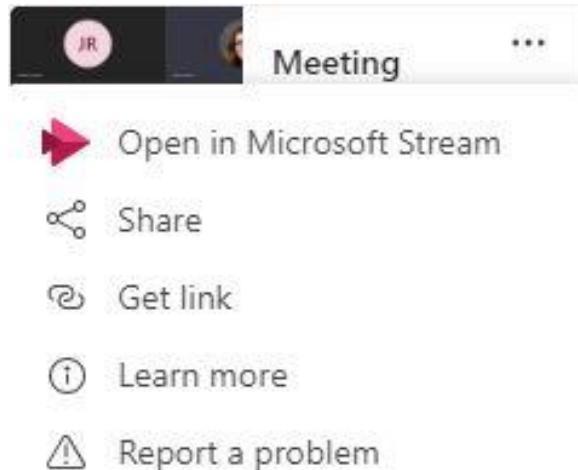 JR
Meeting
Open in Microsoft Stream
Share
Get link
Learn more
Report a problem